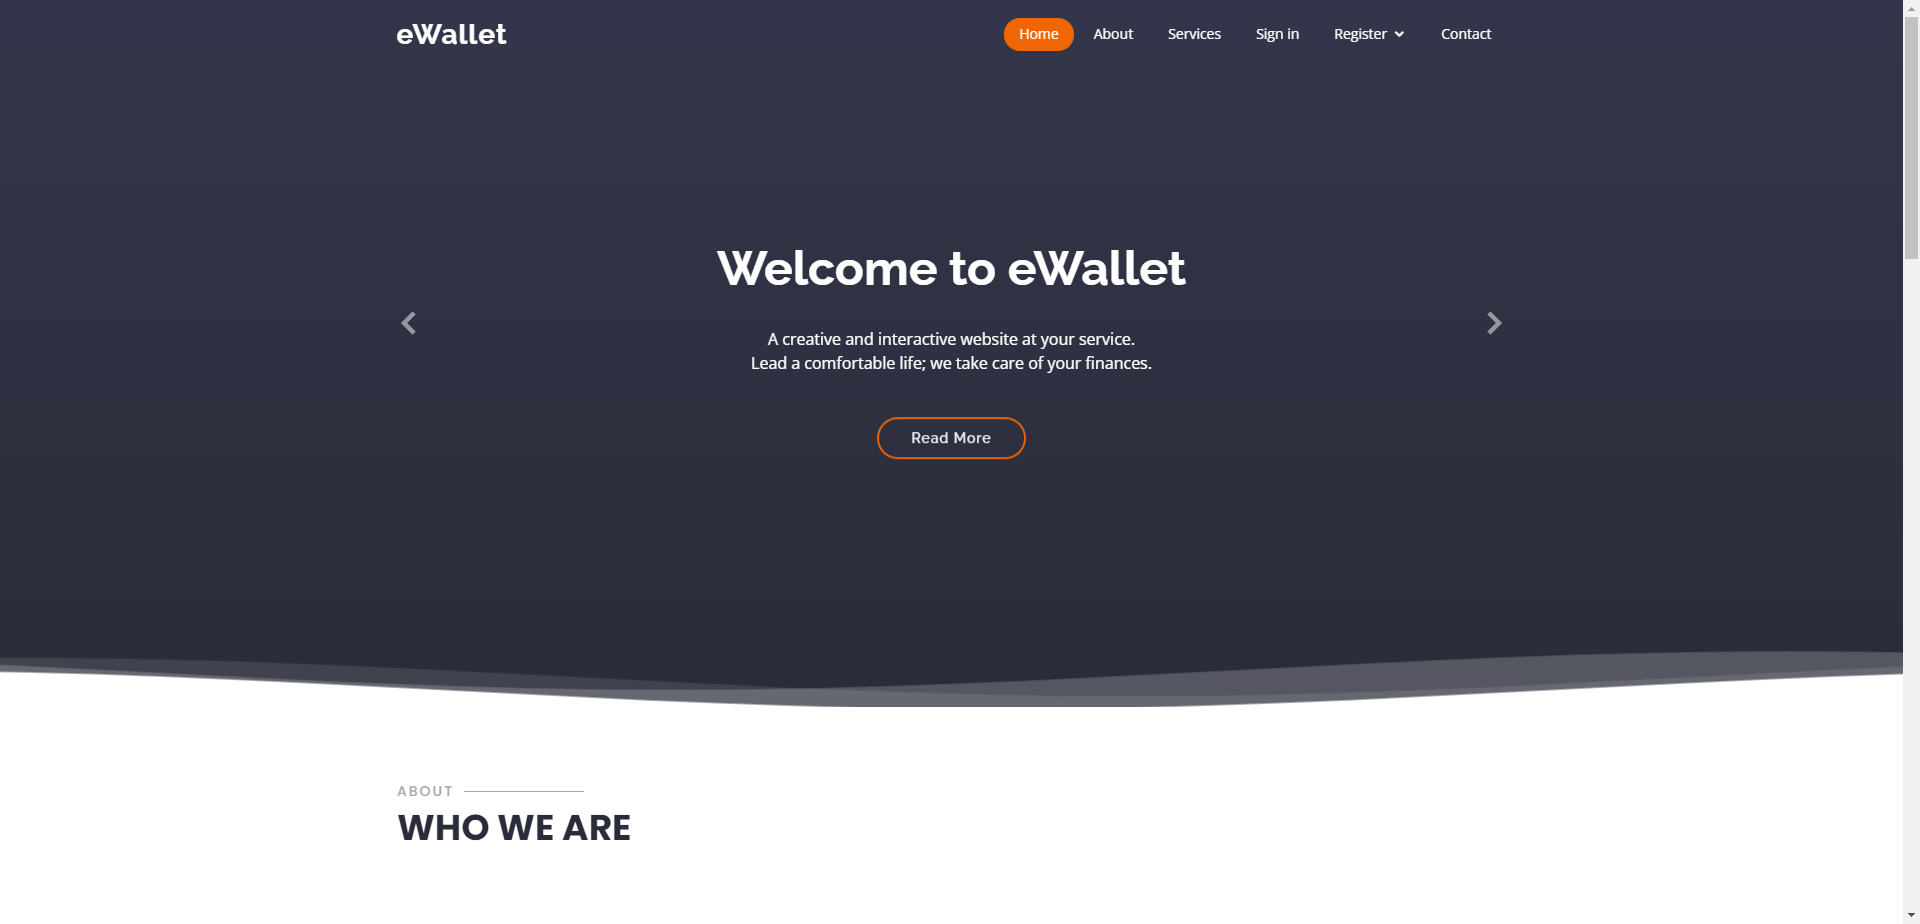 eWallet
Home About Services Sign in Register Contact
Welcome to eWallet
A creative and interactive website at your service.
Lead a comfortable life; we take care of your finances.
Read More
ABOUT
WHO WE ARE